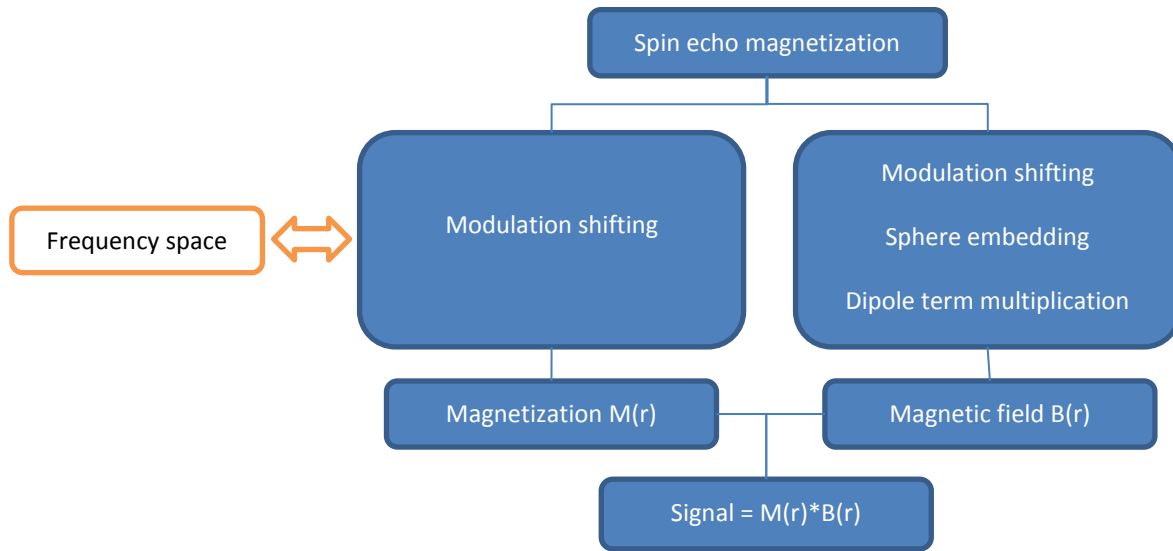 Spin echo magnetization
Modulation shifting
Modulation shifting
Sphere embedding
Dipole term multiplication
Frequency space
Magnetization M(r)
Magnetic field B(r)
Signal = M(r)*B(r)